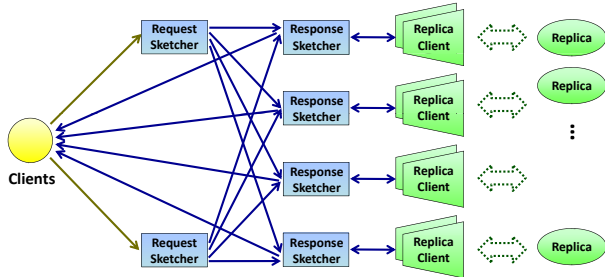 Request
Sketcher
Response
Sketcher
Replica
Client
Replica
Replica
Response
Sketcher
Replica
Client
...
Clients
Response
Sketcher
Replica
Client
Request
Sketcher
Response
Sketcher
Replica
Client
Replica